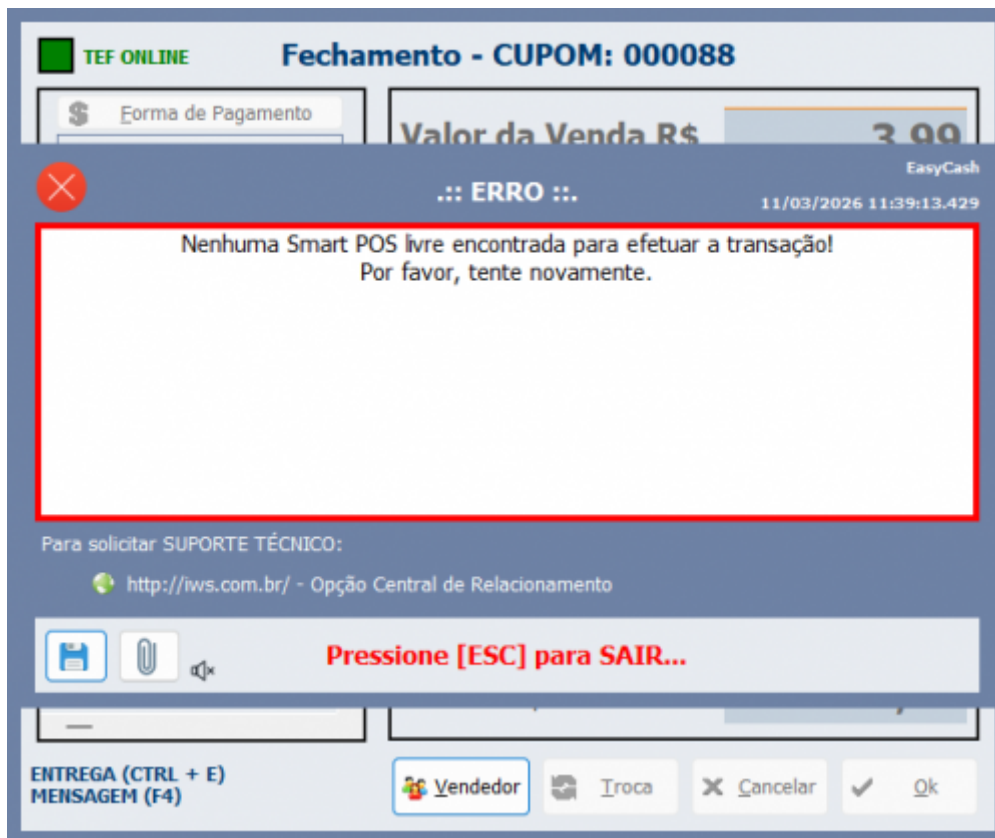 TEF ONLINE
Fechamento - CUPOM: 000088
Forma de Pagamento
Valor da Venda R$
3,99
EasyCash
.:: ERRO ::.
11/03/2026 11:39:13.429
Nenhuma Smart POS livre encontrada para efetuar a transação!
Por favor, tente novamente.
Para solicitar SUPORTE TÉCNICO:
http://iws.com.br/ - Opção Central de Relacionamento
Pressione [ESC] para SAIR...
ENTREGA (CTRL + E)
MENSAGEM (F4)
Vendedor
Troca
Cancelar
Ok